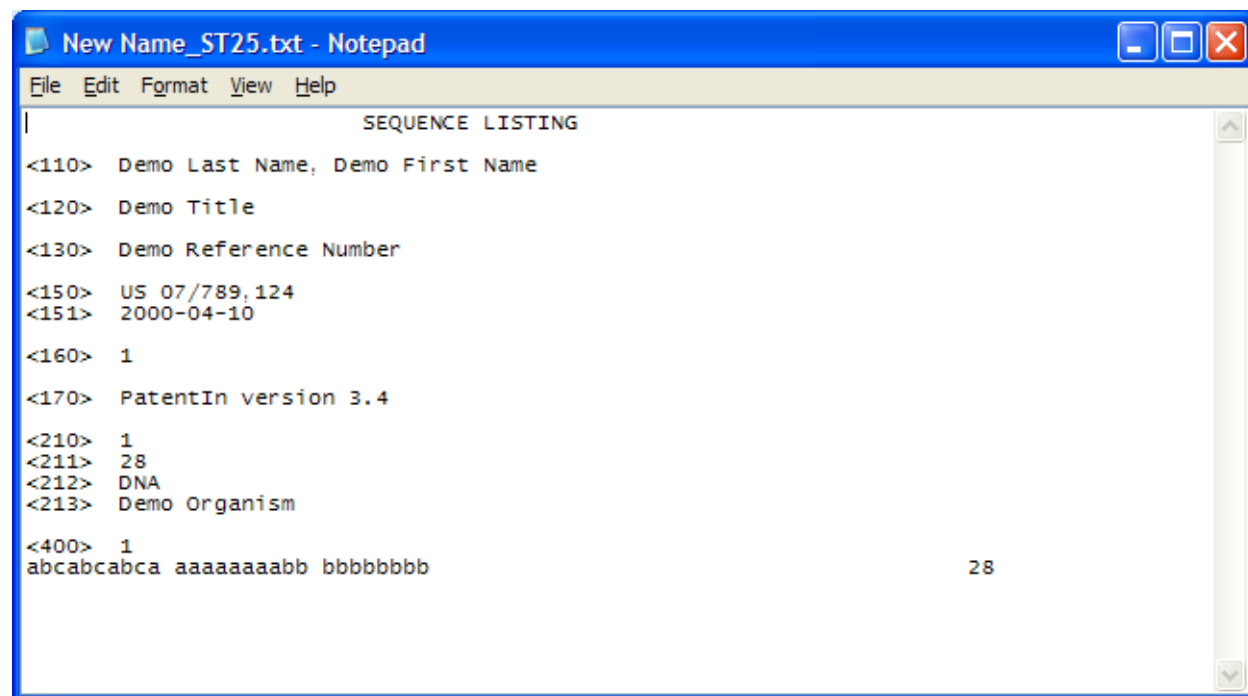 New Name_ST25.txt - Notepad
File Edit Format View Help
SEQUENCE LISTING
<110> Demo Last Name, Demo First Name
<120> Demo Title
<130> Demo Reference Number
<150> US 07/789,124
<151> 2000-04-10
<160> 1
<170> PatentIn version 3.4
<210> 1
<211> 28
<212> DNA
<213> Demo Organism
<400> 1
abcabcabca aaaaaaaabb bbbbbbbb 28